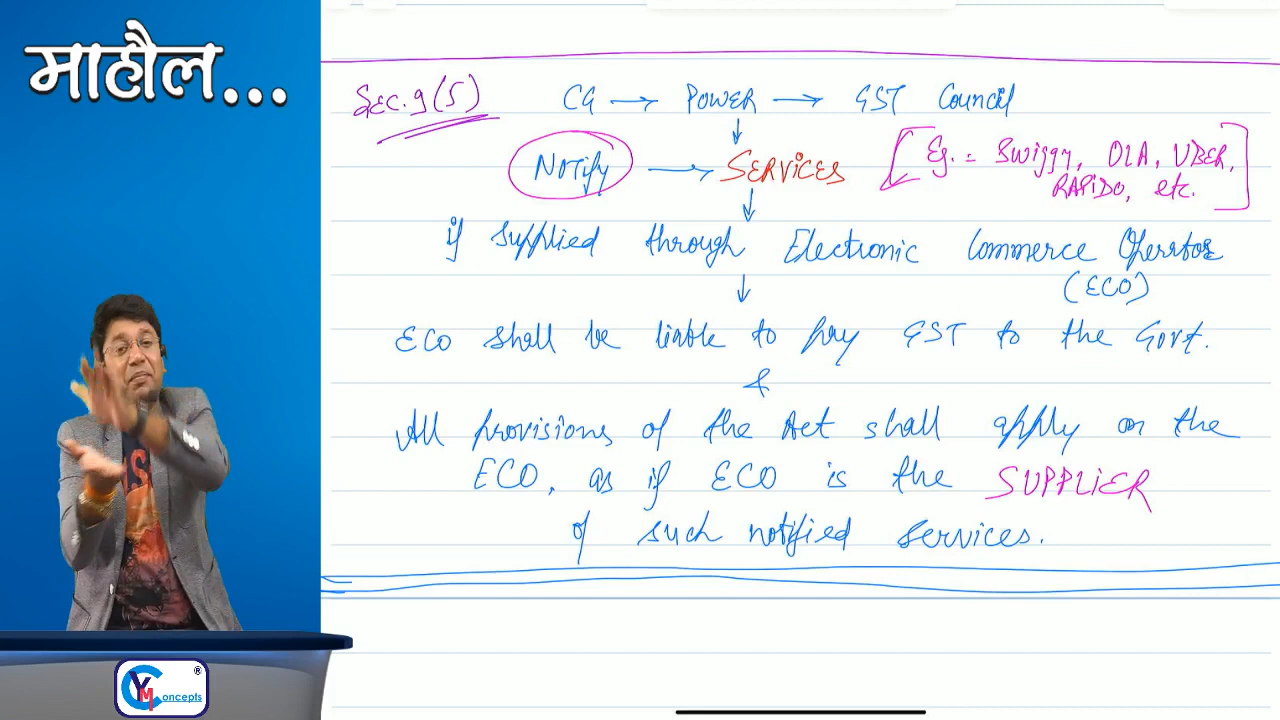 माहौल...
Sec. 9(5)
CG → POWER → GST Council
↓
NOTIFY → SERVICES [Eg. = Swiggy, OLA, UBER,
RAPIDO, etc.]
↓
if supplied through Electronic Commerce Operator
(ECO)
↓
ECO shall be liable to pay GST to the Govt.
&
All provisions of the Act shall apply on the
ECO, as if ECO is the SUPPLIER
of such notified services.
CYM
oncepts
®